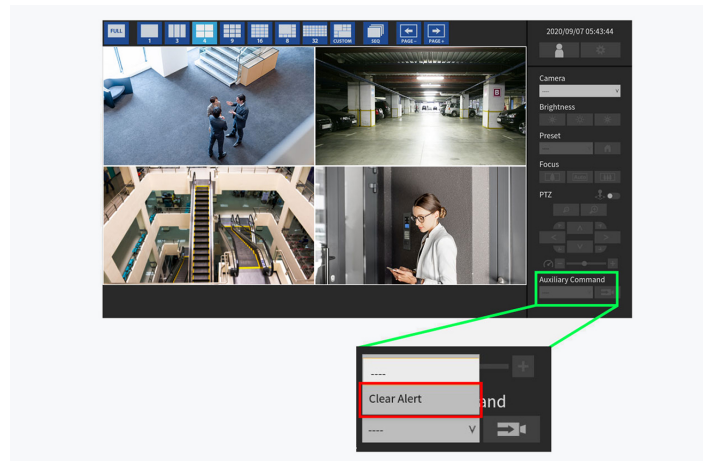 FULL
1
3
4
9
16
8
32
CUSTOM
SEQ
PAGE -
PAGE +
2020/09/07 05:43:44
Camera
----
Brightness
Preset
----
B
Focus
PTZ
Auxiliary Command
----
----
Clear Alert
and
----